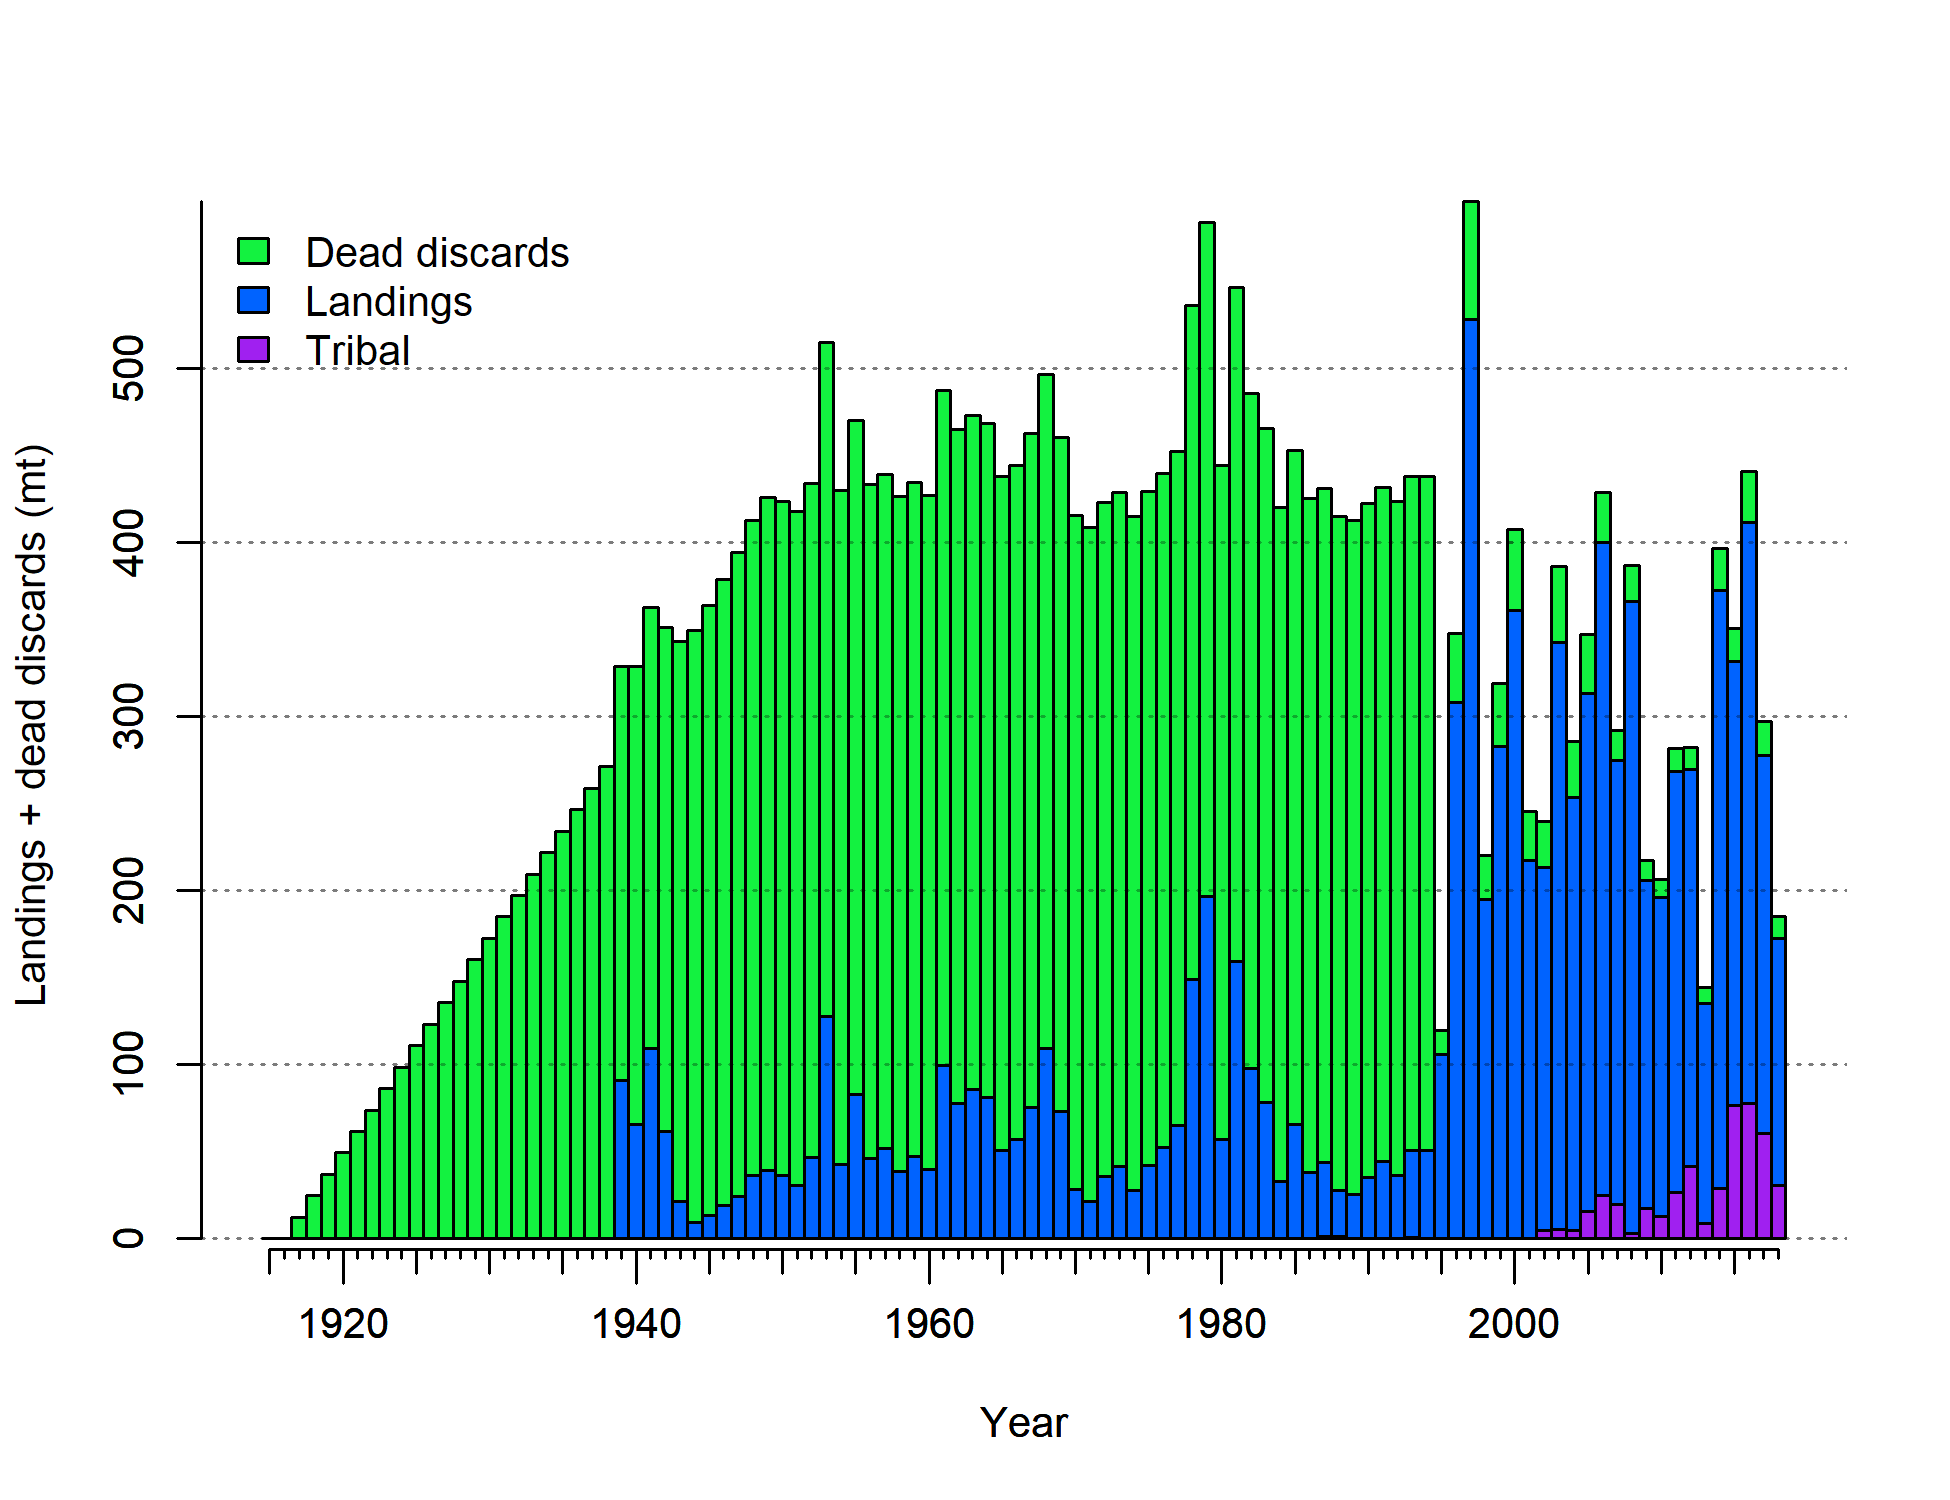 Dead discards
Landings
Tribal
Landings + dead discards (mt)
500
400
300
200
100
0
1920 1940 1960 1980 2000
Year